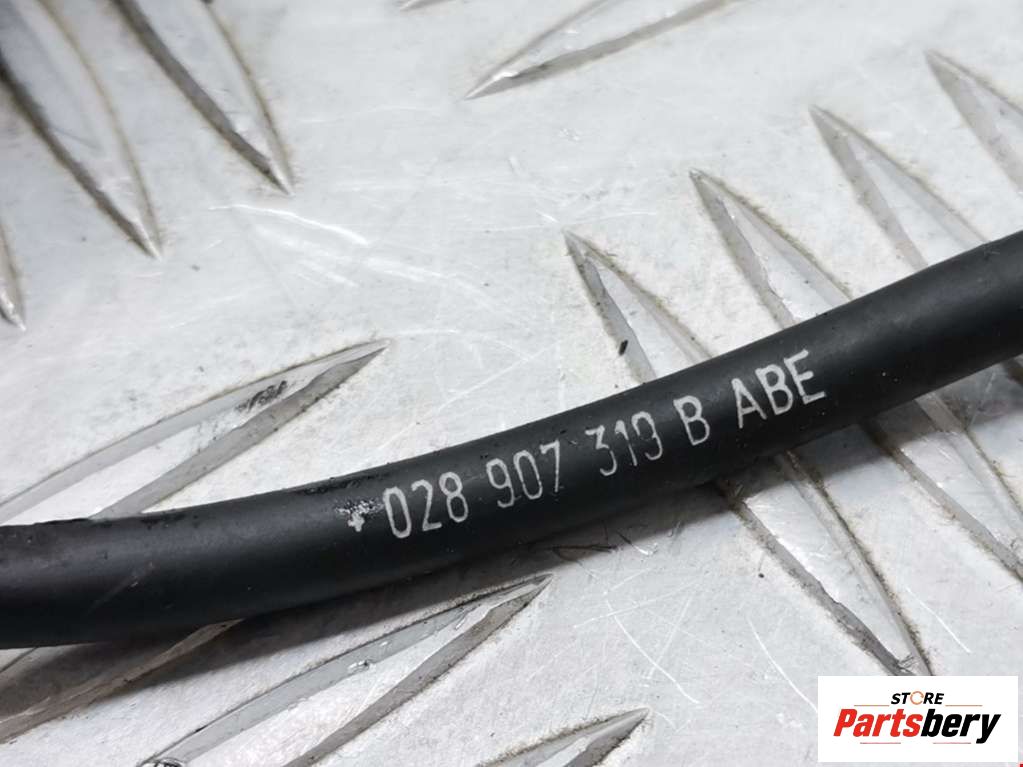 028 907 319 B ABE
STORE
Partsbery